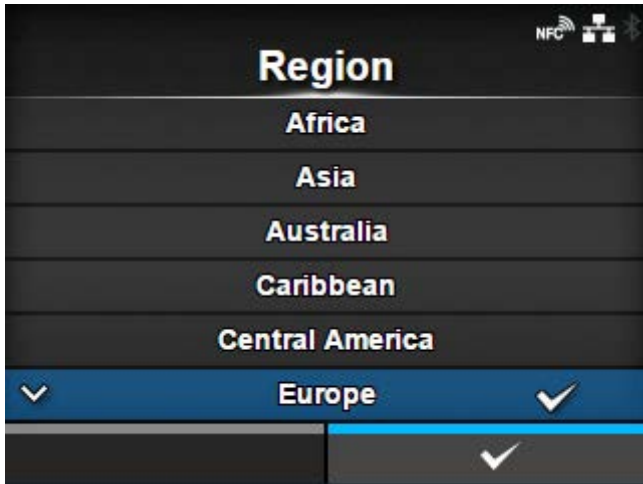 NFC
Region
Africa
Asia
Australia
Caribbean
Central America
Europe